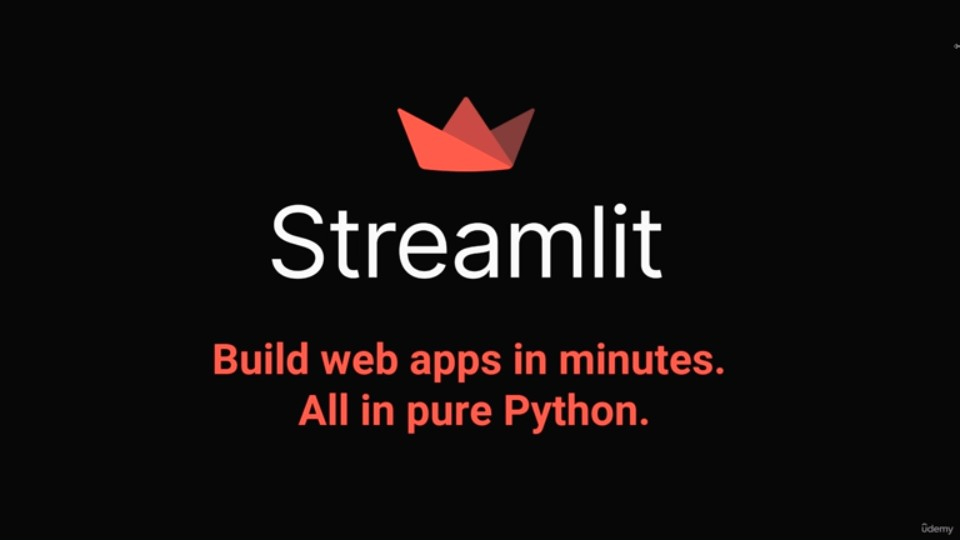 Streamlit
Build web apps in minutes.
All in pure Python.
ûdemy